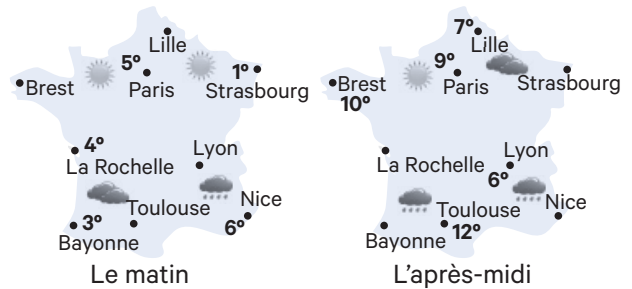 Lille
5°
Paris
1°
Strasbourg
Brest
4°
La Rochelle
Lyon
3°
Bayonne
Toulouse
6°
Nice
Le matin
7°
Lille
9°
Paris
Strasbourg
Brest
10°
La Rochelle
Lyon
6°
Nice
Toulouse
12°
Bayonne
L'après-midi